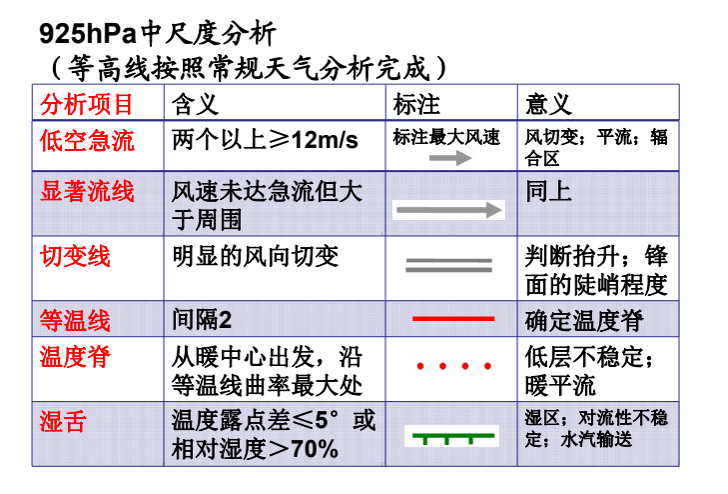 925hPa中尺度分析
（等高线按照常规天气分析完成）
分析项目 含义 标注 意义
低空急流 两个以上≥12m/s 标注最大风速 风切变；平流；辐
合区
显著流线 风速未达急流但大
于周围
同上
切变线 明显的风向切变 判断抬升；锋
面的陡峭程度
等温线 间隔2 确定温度脊
温度脊 从暖中心出发，沿
等温线曲率最大处
低层不稳定；
暖平流
湿舌 温度露点差≤5°或
相对湿度＞70%
湿区；对流性不稳
定；水汽输送